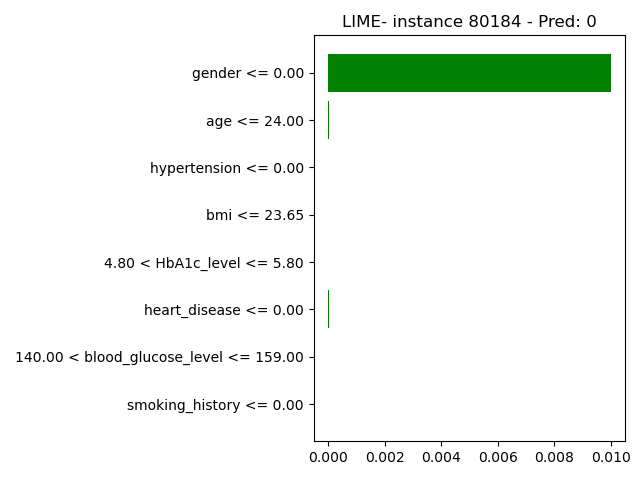 LIME- instance 80184 - Pred: 0
gender <= 0.00
age <= 24.00
hypertension <= 0.00
bmi <= 23.65
4.80 < HbA1c_level <= 5.80
heart_disease <= 0.00
140.00 < blood_glucose_level <= 159.00
smoking_history <= 0.00
0.000 0.002 0.004 0.006 0.008 0.010